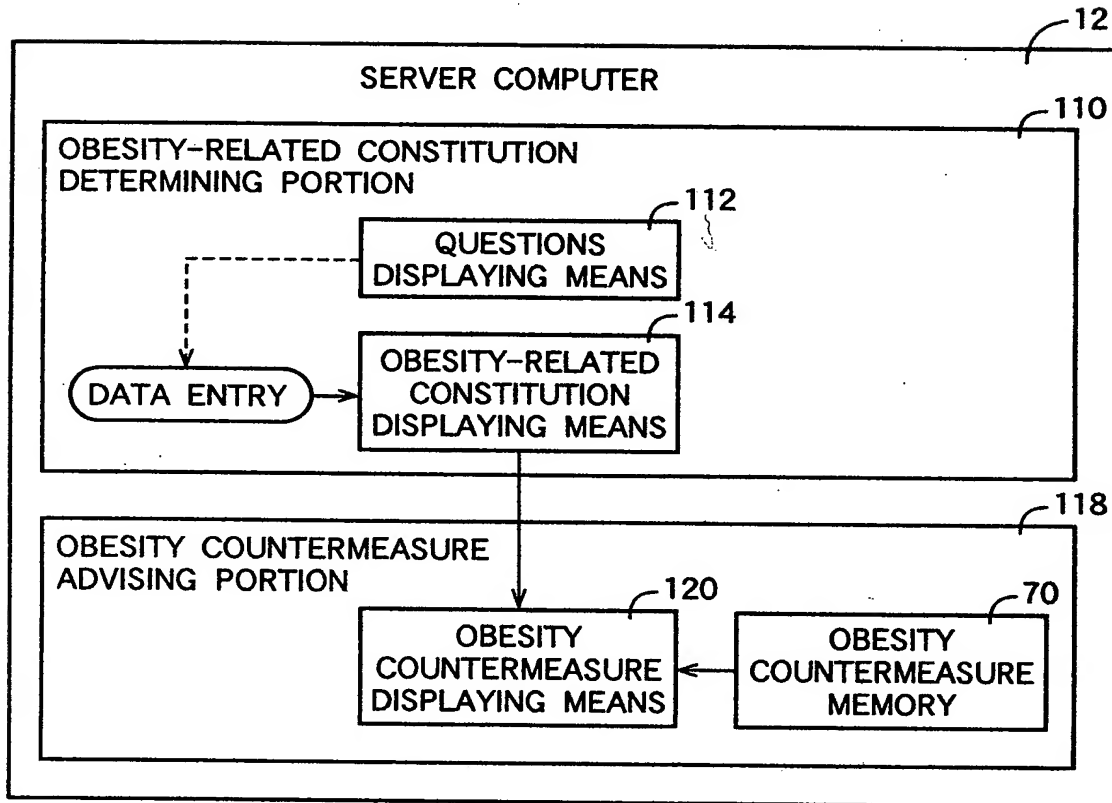 12
SERVER COMPUTER
110
OBESITY-RELATED CONSTITUTION
DETERMINING PORTION
112
QUESTIONS
DISPLAYING MEANS
114
OBESITY-RELATED
CONSTITUTION
DISPLAYING MEANS
DATA ENTRY
118
OBESITY COUNTERMEASURE
ADVISING PORTION
120
OBESITY
COUNTERMEASURE
DISPLAYING MEANS
70
OBESITY
COUNTERMEASURE
MEMORY